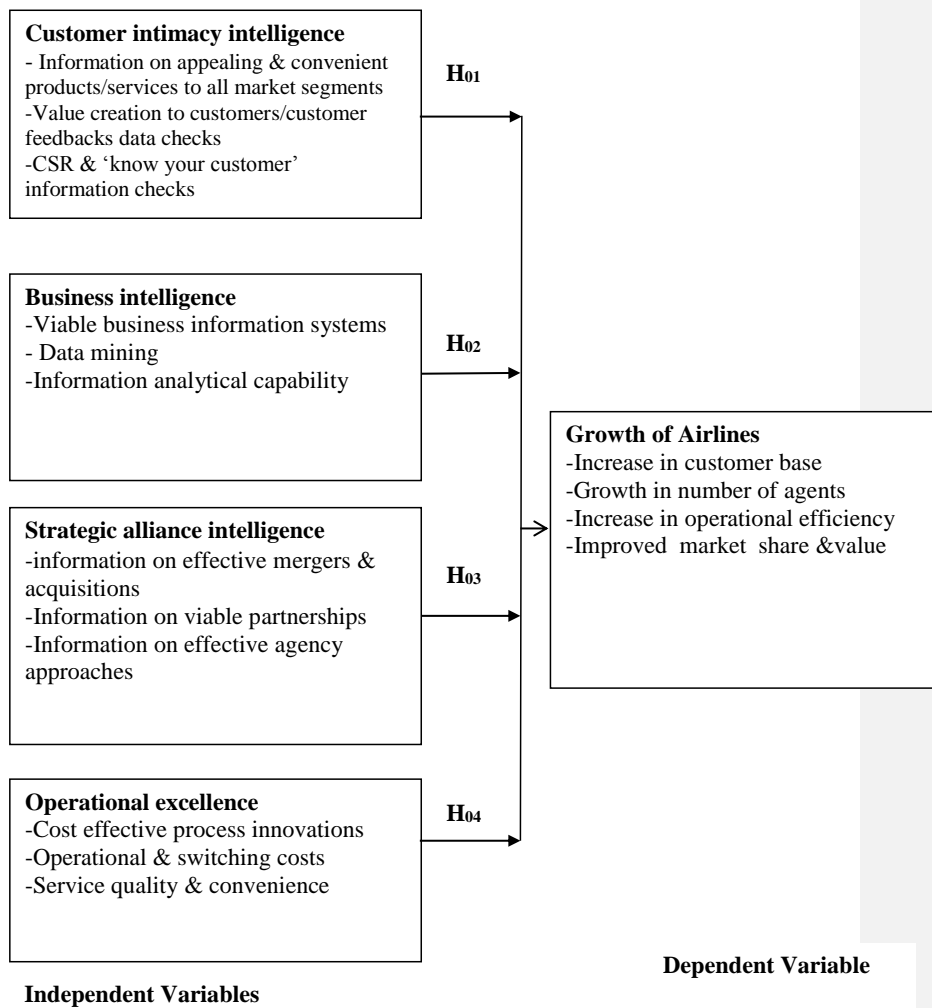 Customer intimacy intelligence
- Information on appealing & convenient
products/services to all market segments
-Value creation to customers/customer
feedbacks data checks
-CSR & ‘know your customer’
information checks
H01
Business intelligence
-Viable business information systems
- Data mining
-Information analytical capability
H02
Growth of Airlines
-Increase in customer base
-Growth in number of agents
-Increase in operational efficiency
-Improved market share &value
Strategic alliance intelligence
-information on effective mergers &
acquisitions
-Information on viable partnerships
-Information on effective agency
approaches
H03
Operational excellence
-Cost effective process innovations
-Operational & switching costs
-Service quality & convenience
H04
Dependent Variable
Independent Variables